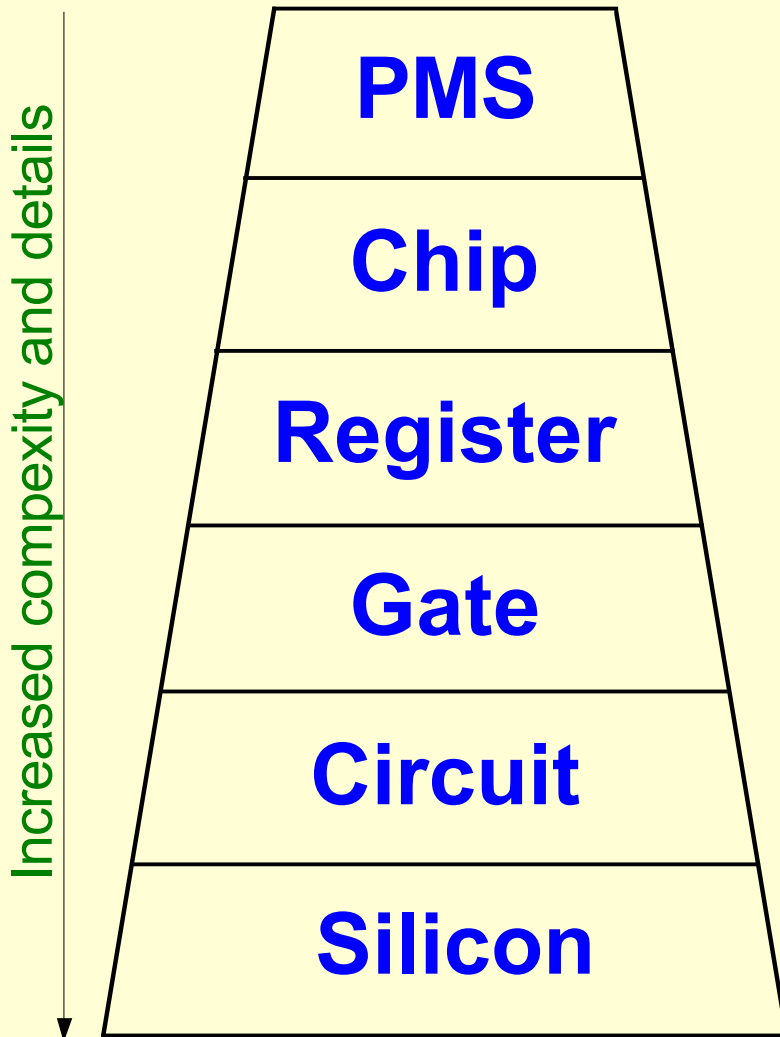 Increased compexity and details
PMS
Chip
Register
Gate
Circuit
Silicon